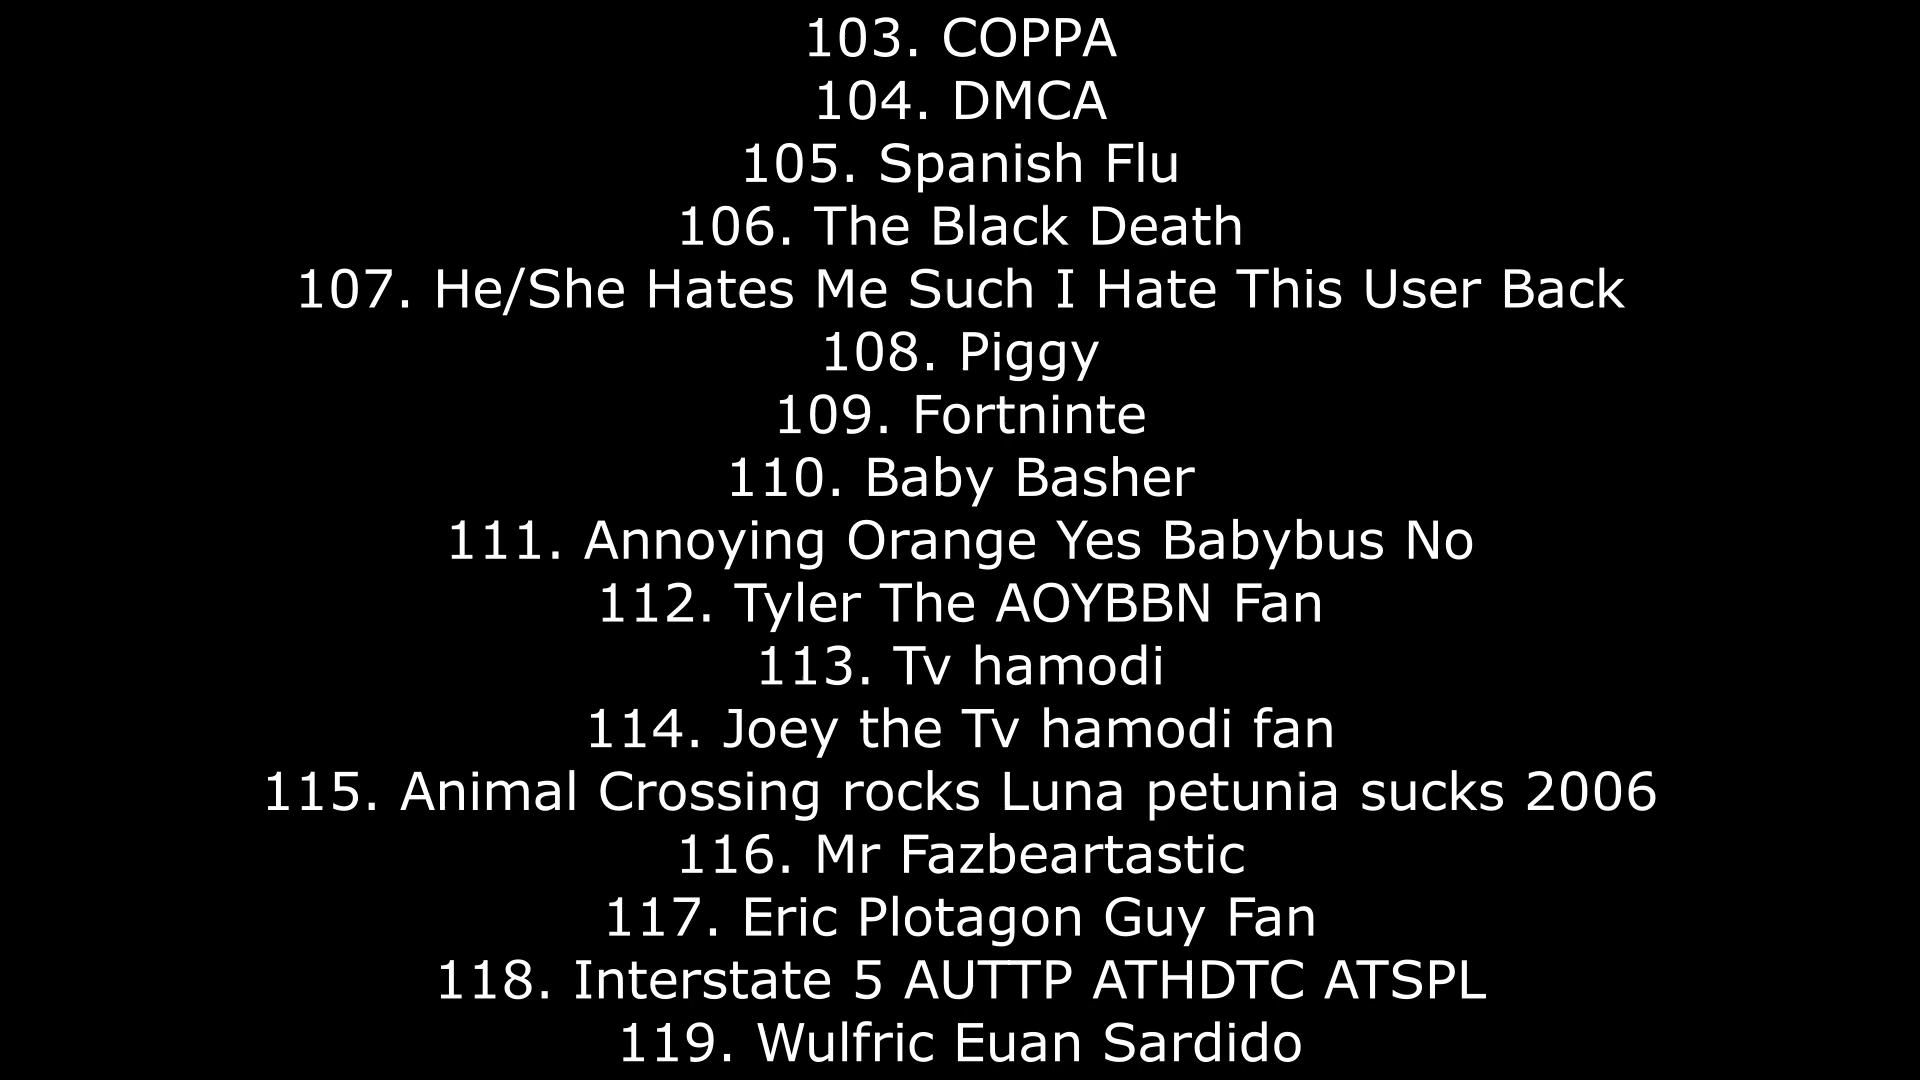 103. COPPA
104. DMCA
105. Spanish Flu
106. The Black Death
107. He/She Hates Me Such I Hate This User Back
108. Piggy
109. Fortninte
110. Baby Basher
111. Annoying Orange Yes Babybus No
112. Tyler The AOYBBN Fan
113. Tv hamodi
114. Joey the Tv hamodi fan
115. Animal Crossing rocks Luna petunia sucks 2006
116. Mr Fazbeartastic
117. Eric Plotagon Guy Fan
118. Interstate 5 AUTTP ATHDTC ATSPL
119. Wulfric Euan Sardido